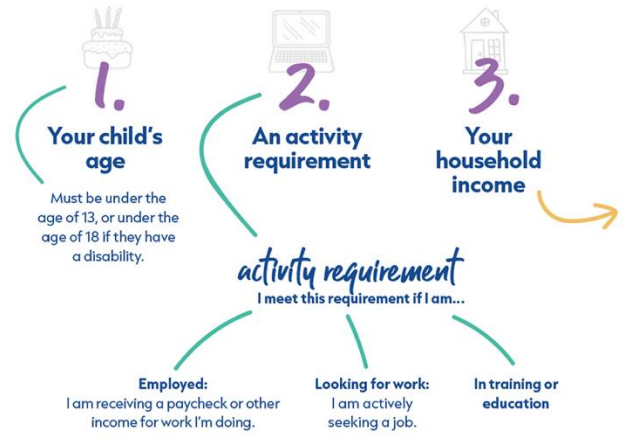 1.
Your child's
age
Must be under the
age of 13, or under the
age of 18 if they have
a disability.
2.
An activity
requirement
3.
Your
household
income
activity requirement
I meet this requirement if I am...
Employed:
I am receiving a paycheck or other
income for work I'm doing.
Looking for work:
I am actively
seeking a job.
In training or
education